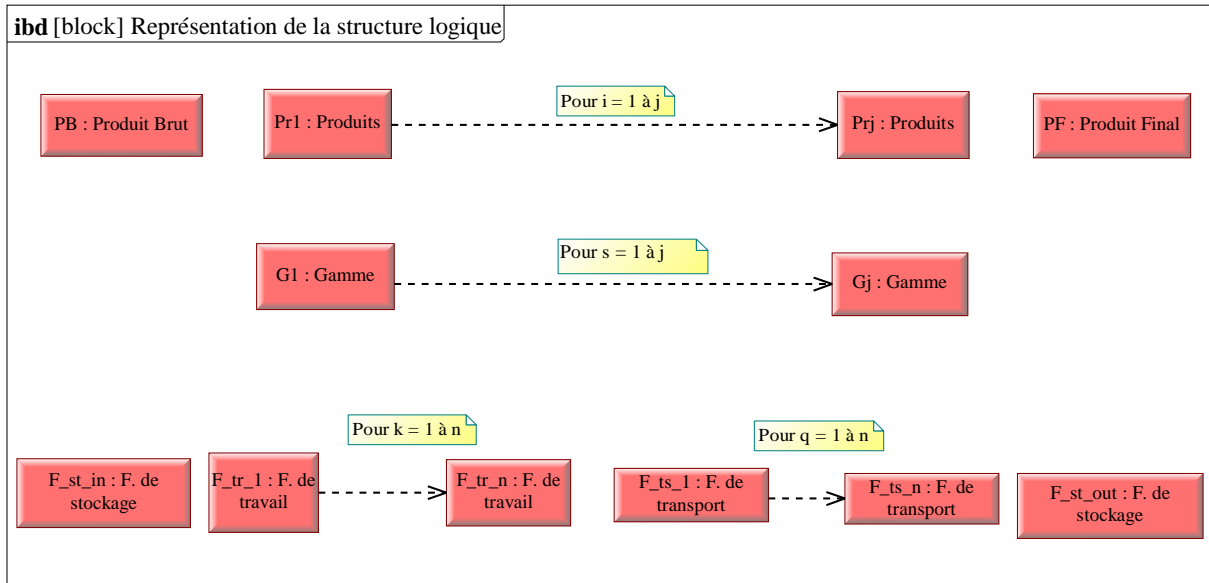 ibd [block] Représentation de la structure logique
Pour i = 1 à j
PB : Produit Brut
Pr1 : Produits
Prj : Produits
PF : Produit Final
Pour s = 1 à j
G1 : Gamme
Gj : Gamme
Pour k = 1 à n
Pour q = 1 à n
F_st_in : F. de
stockage
F_tr_1 : F. de
travail
F_tr_n : F. de
travail
F_ts_1 : F. de
transport
F_ts_n : F. de
transport
F_st_out : F. de
stockage